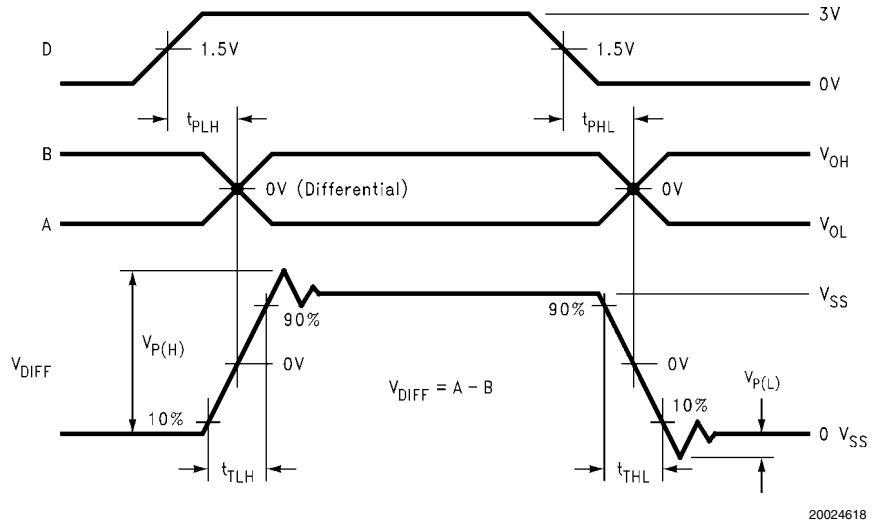 3V
D
1.5V
1.5V
0V
tPLH
tPHL
B
VOH
0V (Differential)
0V
A
VOL
VSS
90%
90%
VP(H)
VDIFF
0V
0V
VP(L)
VDIFF = A - B
10%
10%
0 VSS
tTLH
tTHL
20024618